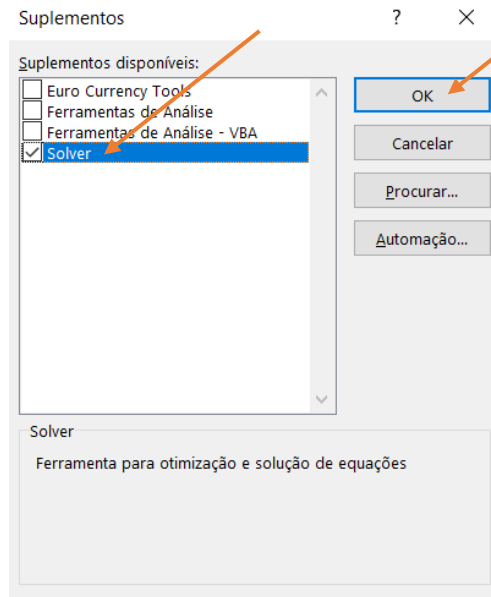 Suplementos ? ×
Suplementos disponíveis:
Euro Currency Tools
Ferramentas de Análise
Ferramentas de Análise - VBA
Solver
OK
Cancelar
Procurar...
Automação...
Solver
Ferramenta para otimização e solução de equações